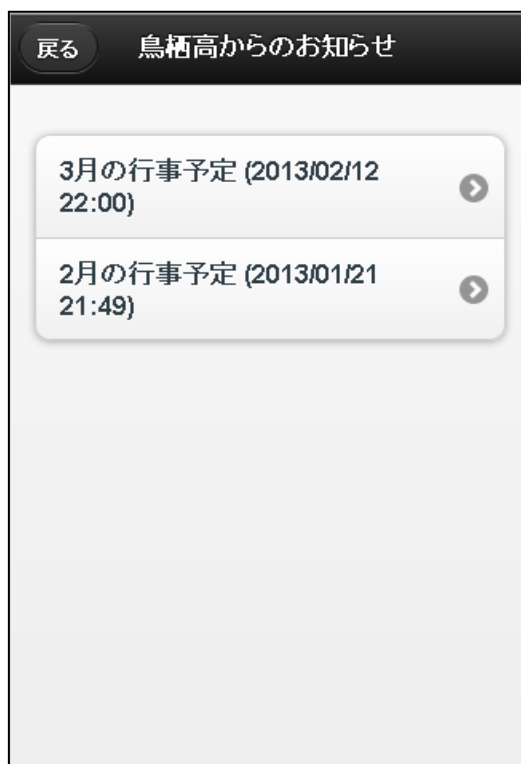 戻る 鳥栖高からのお知らせ
3月の行事予定 (2013/02/12
22:00)
2月の行事予定 (2013/01/21
21:49)